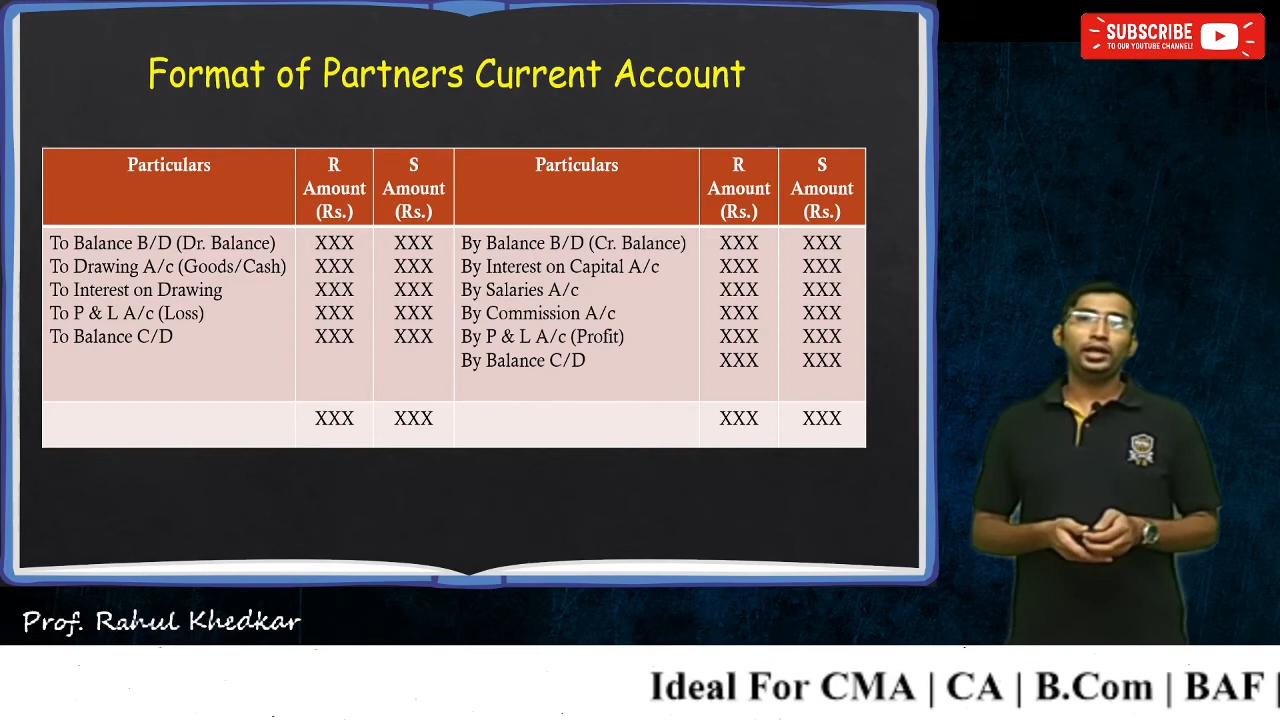 SUBSCRIBE
TO OUR YOUTUBE CHANNEL!
Format of Partners Current Account
Particulars R Amount (Rs.) S Amount (Rs.) Particulars R Amount (Rs.) S Amount (Rs.)
To Balance B/D (Dr. Balance) XXX XXX By Balance B/D (Cr. Balance) XXX XXX
To Drawing A/c (Goods/Cash) XXX XXX By Interest on Capital A/c XXX XXX
To Interest on Drawing XXX XXX By Salaries A/c XXX XXX
To P & L A/c (Loss) XXX XXX By Commission A/c XXX XXX
To Balance C/D XXX XXX By P & L A/c (Profit) XXX XXX
By Balance C/D XXX XXX
XXX XXX XXX XXX
Prof. Rahul Khedkar
Ideal For CMA | CA | B.Com | BAF |